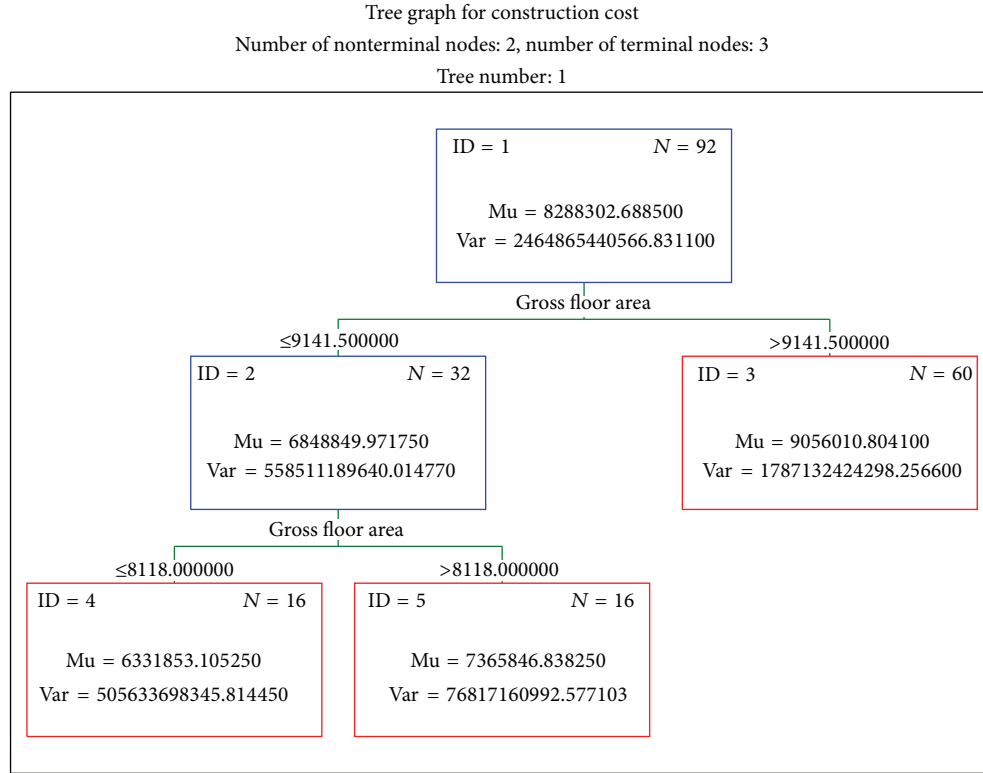 Tree graph for construction cost
Number of nonterminal nodes: 2, number of terminal nodes: 3
Tree number: 1
ID = 1 N = 92
Mu = 8288302.688500
Var = 2464865440566.831100
Gross floor area
≤9141.500000 >9141.500000
ID = 2 N = 32
Mu = 6848849.971750
Var = 558511189640.014770
ID = 3 N = 60
Mu = 9056010.804100
Var = 1787132424298.256600
Gross floor area
≤8118.000000 >8118.000000
ID = 4 N = 16
Mu = 6331853.105250
Var = 505633698345.814450
ID = 5 N = 16
Mu = 7365846.838250
Var = 76817160992.577103